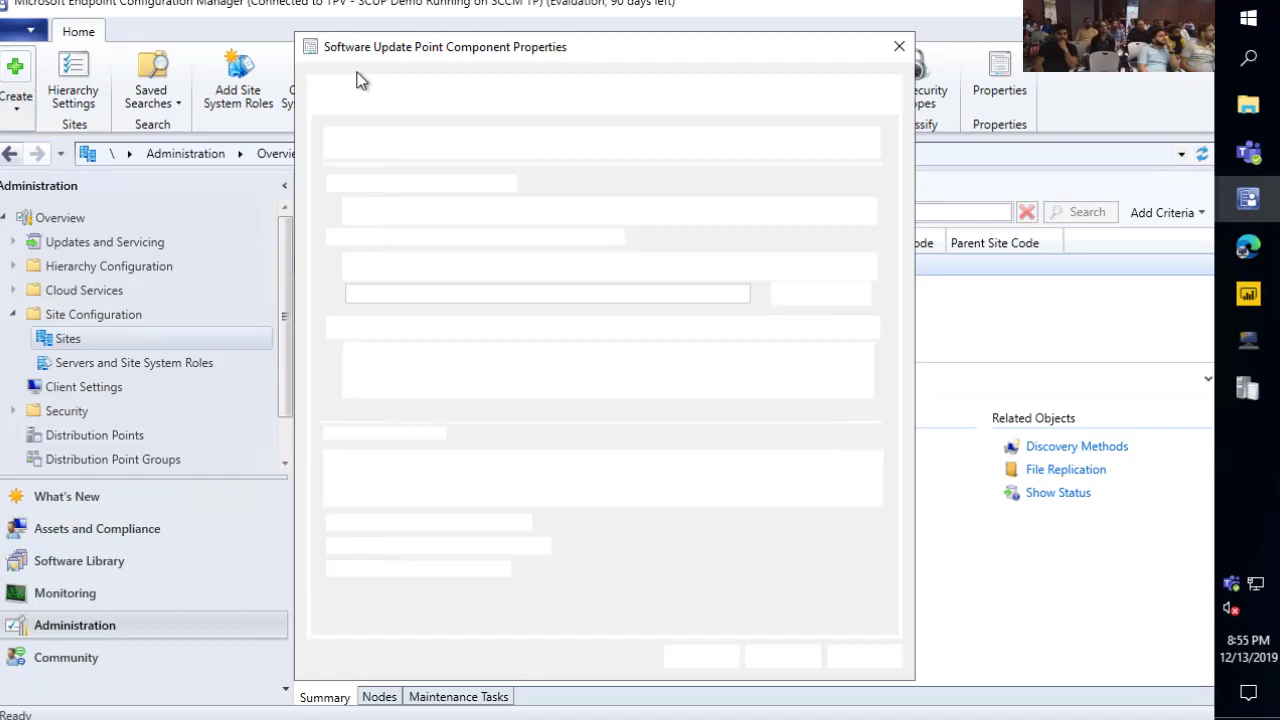 Microsoft Endpoint Configuration Manager (Connected to TPV - SCUP Demo Running on SCCM TP) (Evaluation, 90 days left)
Home
Software Update Point Component Properties
Create
Hierarchy
Settings
Saved
Searches
Add Site
System Roles
Properties
Sites
Search
Properties
\
Administration
Administration
Search
Add Criteria
Overview
Updates and Servicing
Hierarchy Configuration
Cloud Services
Site Configuration
Sites
Servers and Site System Roles
Client Settings
Security
Distribution Points
Distribution Point Groups
Parent Site Code
Related Objects
Discovery Methods
File Replication
Show Status
What's New
Assets and Compliance
Software Library
Monitoring
Administration
Community
Summary
Nodes
Maintenance Tasks
Ready
8:55 PM
12/13/2019